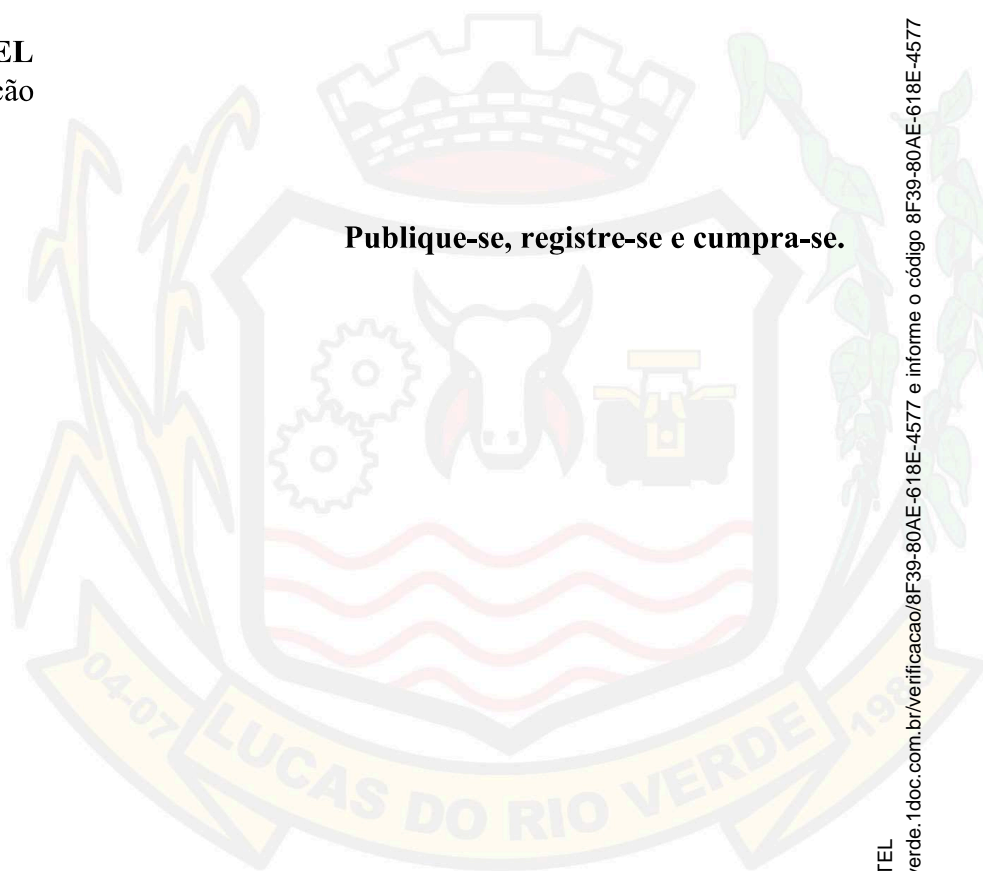 EL
ção
Publique-se, registre-se e cumpra-se.
04-07
LUCAS DO RIO VERDE
1988
TEL
verde.1doc.com.br/verificacao/8F39-80AE-618E-4577 e informe o código 8F39-80AE-618E-4577